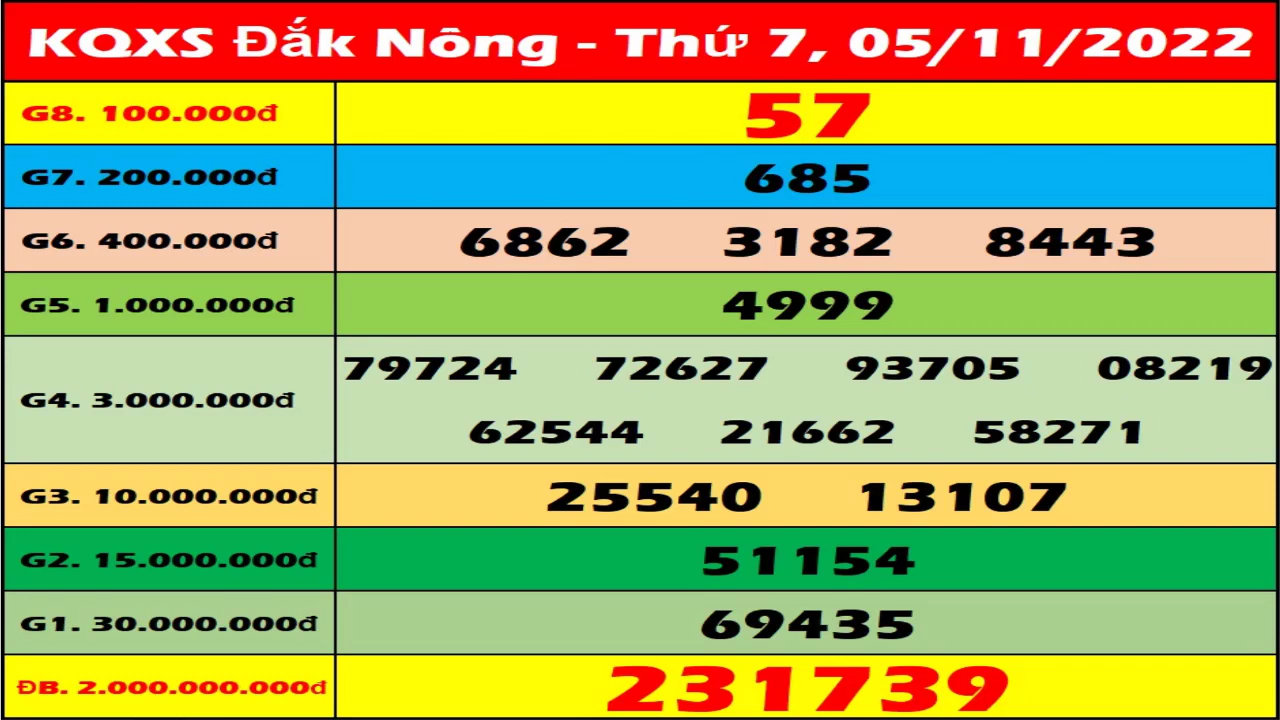 KQXS Đắk Nông - Thứ 7, 05/11/2022
G8. 100.000đ 57
G7. 200.000đ 685
G6. 400.000đ 6862 3182 8443
G5. 1.000.000đ 4999
G4. 3.000.000đ 79724 72627 93705 08219
62544 21662 58271
G3. 10.000.000đ 25540 13107
G2. 15.000.000đ 51154
G1. 30.000.000đ 69435
ĐB. 2.000.000.000đ 231739